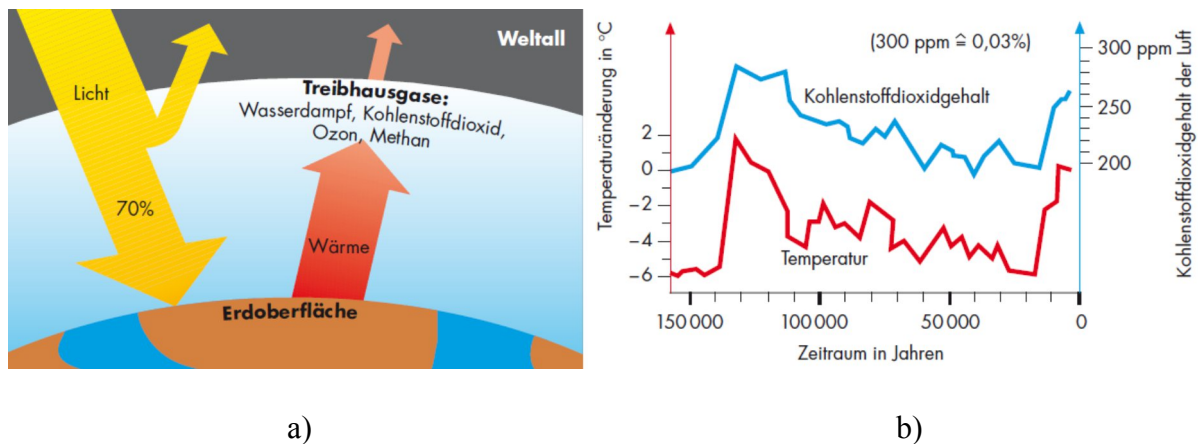 Weltall
Licht
Treibhausgase:
Wasserdampf, Kohlenstoffdioxid,
Ozon, Methan
70%
Wärme
Erdoberfläche
a)
Temperaturänderung in °C
(300 ppm ≙ 0,03%)
Kohlenstoffdioxidgehalt
Temperatur
2
0
−2
−4
−6
300 ppm
250
200
Kohlenstoffdioxidgehalt der Luft
150 000
100 000
50 000
0
Zeitraum in Jahren
b)